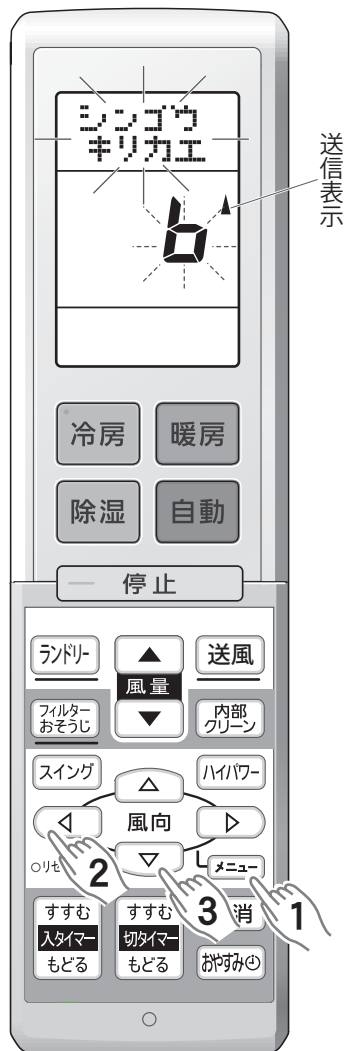 シンゴウ
キリカエ
送信表示
b
冷房
暖房
除湿
自動
停止
ランドリー
風量
送風
フィルター
おそうじ
内部
クリーン
スイング
ハイパワー
風向
2
メニュー
3
1
すすむ
入タイマー
もどる
すすむ
切タイマー
もどる
消
おやすみ